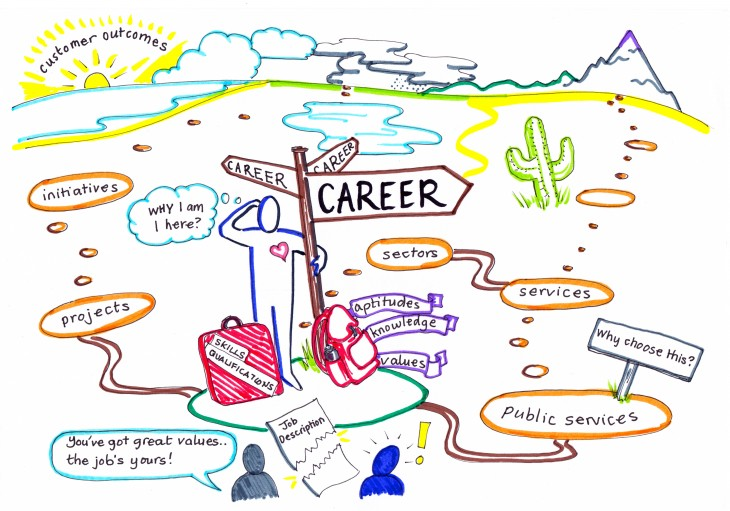 customer outcomes
CAREER
CAREER
CAREER
initiatives
WHY I am
I here?
sectors
services
projects
aptitudes
knowledge
values
SKILLS
QUALIFICATIONS
Why choose this?
Public services
Job
Description
You've got great values..
the job's yours!
!